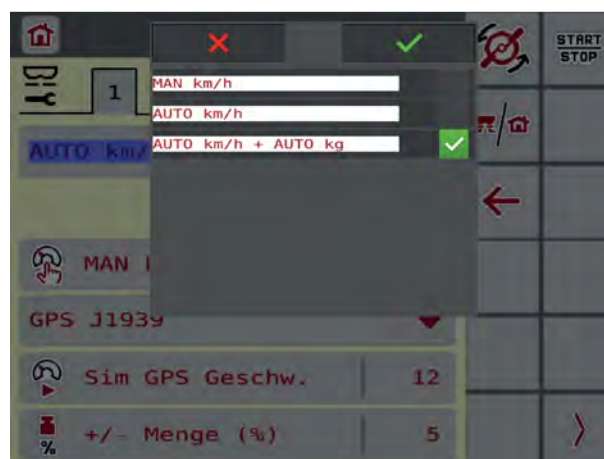 START
STOP
1
MAN km/h
AUTO km/h
AUTO km/h + AUTO kg
AUTO km/
MAN
GPS J1939
Sim GPS Geschw. 12
%
+/- Menge (%) 5